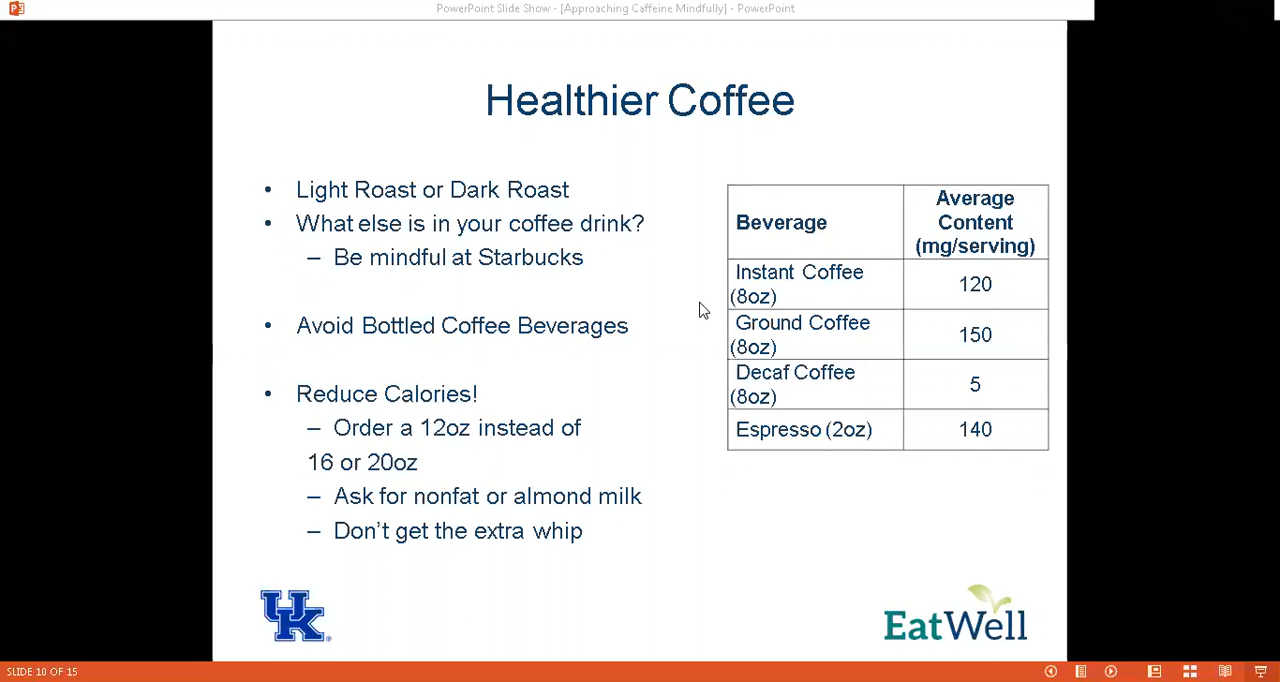 PowerPoint Slide Show - [Approaching Caffeine Mindfully] - PowerPoint
Healthier Coffee
• Light Roast or Dark Roast
• What else is in your coffee drink?
– Be mindful at Starbucks
• Avoid Bottled Coffee Beverages
• Reduce Calories!
– Order a 12oz instead of
16 or 20oz
– Ask for nonfat or almond milk
– Don’t get the extra whip
Beverage
Average
Content
(mg/serving)
Instant Coffee
(8oz)
120
Ground Coffee
(8oz)
150
Decaf Coffee
(8oz)
5
Espresso (2oz)
140
UK
EatWell
SLIDE 10 OF 15